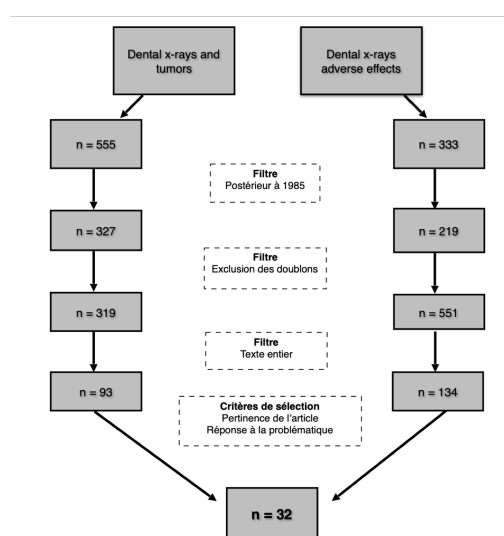 Dental x-rays and
tumors
Dental x-rays
adverse effects
n = 555
n = 333
Filtre
Postérieur à 1985
n = 327
n = 219
Filtre
Exclusion des doublons
n = 319
n = 551
Filtre
Texte entier
n = 93
n = 134
Critères de sélection
Pertinence de l'article
Réponse à la problématique
n = 32